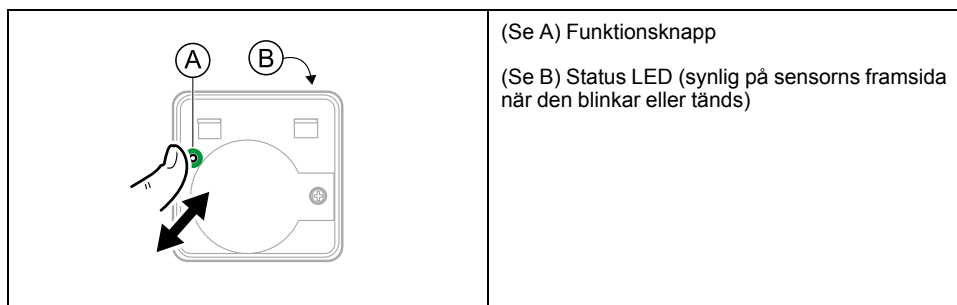 A
B
(Se A) Funktionsknapp
(Se B) Status LED (synlig på sensorns framsida
när den blinkar eller tänds)